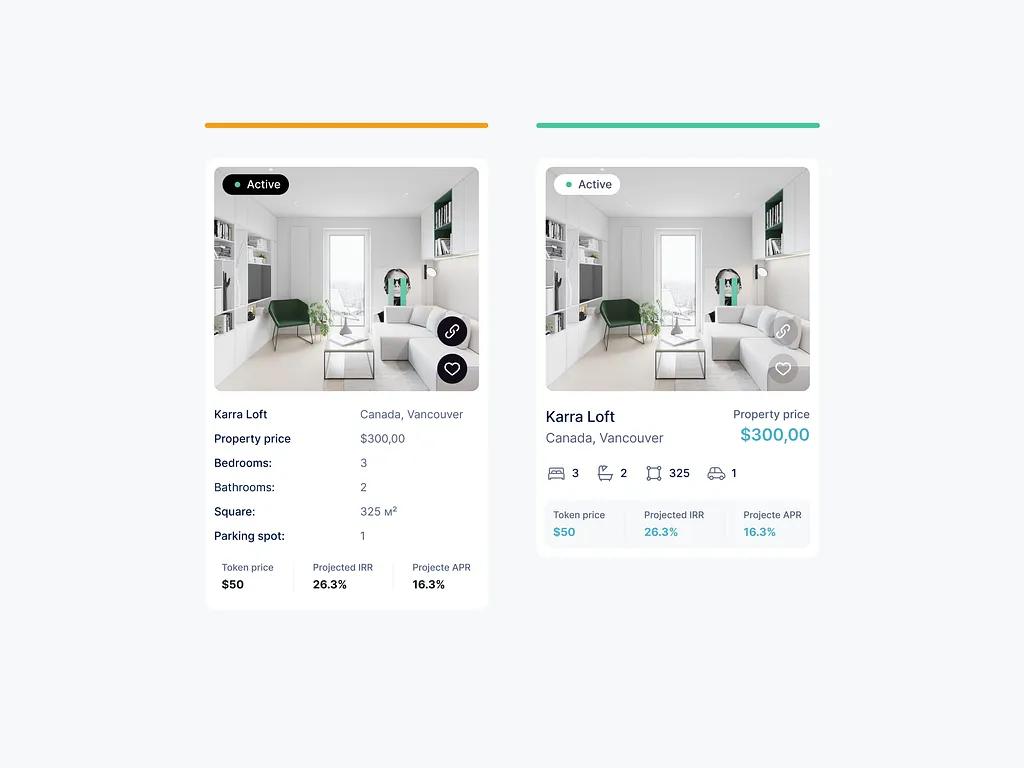 Active
Karra Loft Canada, Vancouver
Property price $300,00
Bedrooms: 3
Bathrooms: 2
Square: 325 м²
Parking spot: 1
Token price Projected IRR Projecte APR
$50 26.3% 16.3%
Active
Karra Loft Property price
Canada, Vancouver $300,00
3 2 325 1
Token price Projected IRR Projecte APR
$50 26.3% 16.3%